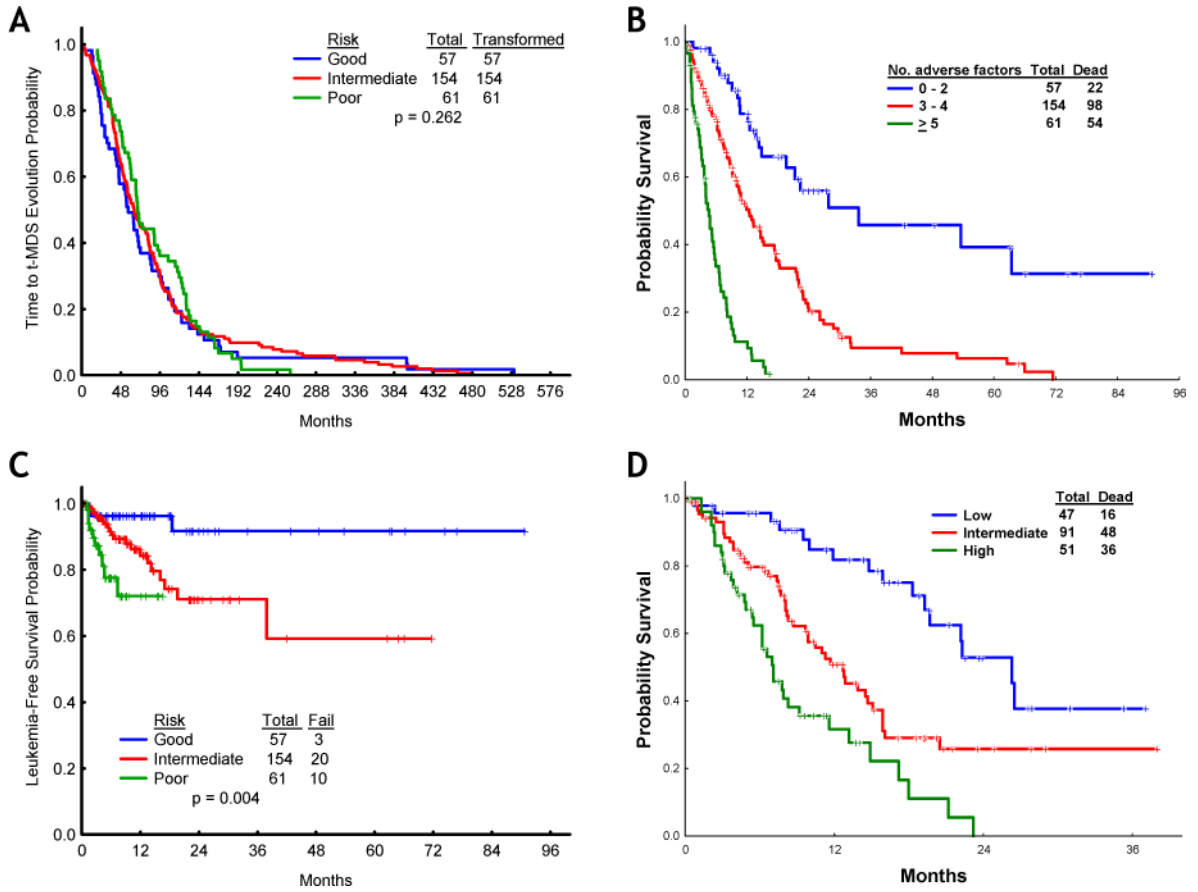 A
Risk Total Transformed
Good 57 57
Intermediate 154 154
Poor 61 61
p = 0.262
Time to t-MDS Evolution Probability
1.0
0.8
0.6
0.4
0.2
0.0
0 48 96 144 192 240 288 336 384 432 480 528 576
Months
B
No. adverse factors Total Dead
0 - 2 57 22
3 - 4 154 98
≥ 5 61 54
Probability Survival
1.0
0.8
0.6
0.4
0.2
0.0
0 12 24 36 48 60 72 84 96
Months
C
Leukemia-Free Survival Probability
1.0
0.8
0.6
0.4
0.2
0.0
Risk Total Fail
Good 57 3
Intermediate 154 20
Poor 61 10
p = 0.004
0 12 24 36 48 60 72 84 96
Months
D
Total Dead
Low 47 16
Intermediate 91 48
High 51 36
Probability Survival
1.0
0.8
0.6
0.4
0.2
0.0
0 12 24 36
Months